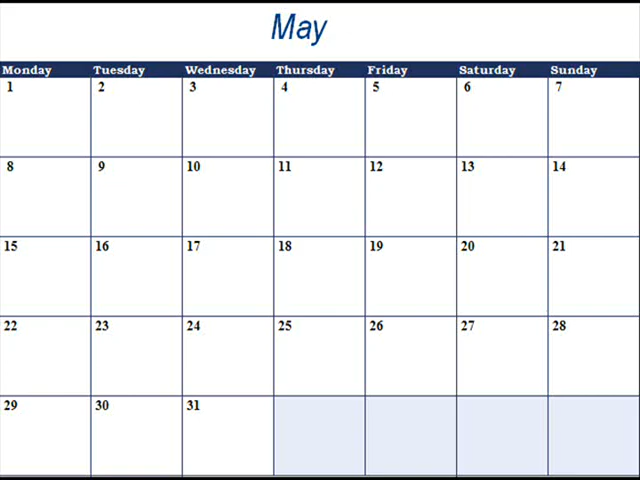 May
Monday Tuesday Wednesday Thursday Friday Saturday Sunday
1 2 3 4 5 6 7
8 9 10 11 12 13 14
15 16 17 18 19 20 21
22 23 24 25 26 27 28
29 30 31